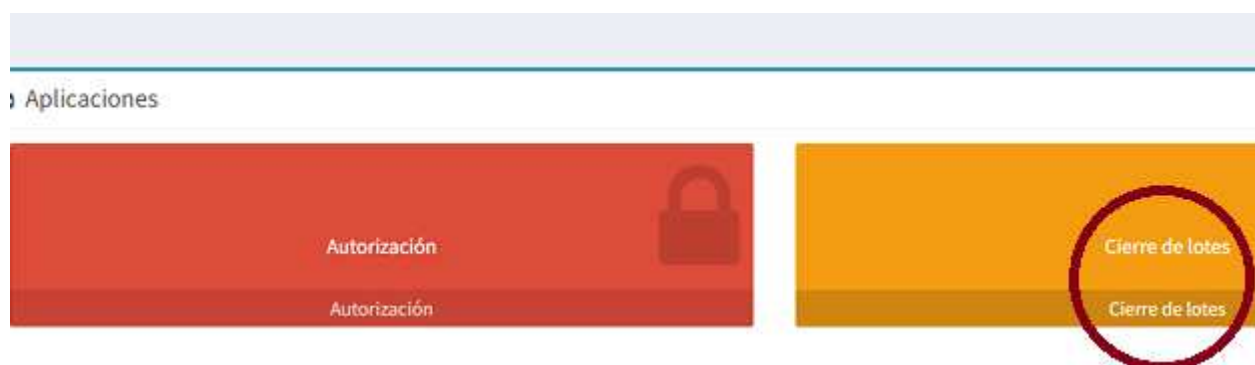 Aplicaciones
Autorización
Autorización
Cierre de lotes
Cierre de lotes